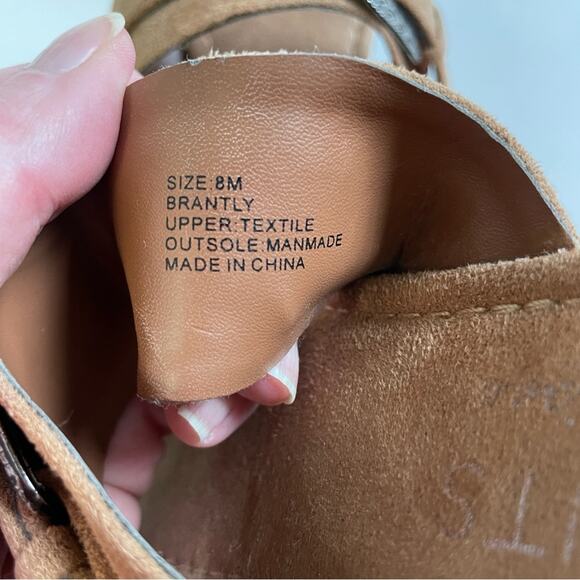 SIZE:8M
BRANTLY
UPPER:TEXTILE
OUTSOLE:MANMADE
MADE IN CHINA